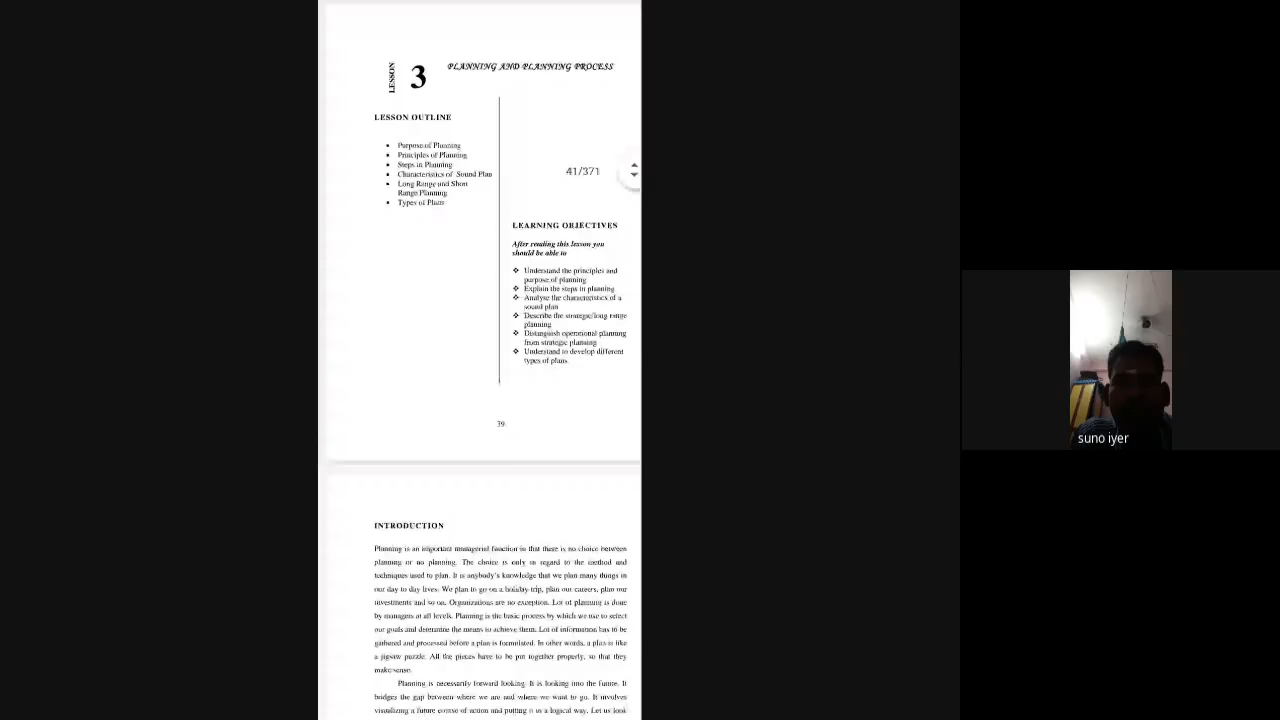 LESSON
3
PLANNING AND PLANNING PROCESS
LESSON OUTLINE
• Purpose of Planning
• Principles of Planning
• Steps in Planning
• Characteristics of Sound Plan
• Long Range and Short
Range Planning
• Types of Plans
41/371
LEARNING OBJECTIVES
After reading this lesson you
should be able to
❖ Understand the principles and
purpose of planning
❖ Explain the steps in planning
❖ Analyse the characteristics of a
sound plan
❖ Describe the strategic/long range
planning
❖ Distinguish operational planning
from strategic planning
❖ Understand to develop different
types of plans.
39
INTRODUCTION
Planning is an important managerial function in that there is no choice between
planning or no planning. The choice is only in regard to the method and
techniques used to plan. It is anybody's knowledge that we plan many things in
our day to day lives. We plan to go on a holiday trip, plan our careers, plan our
investments and so on. Organizations are no exception. Lot of planning is done
by managers at all levels. Planning is the basic process by which we use to select
our goals and determine the means to achieve them. Lot of information has to be
gathered and processed before a plan is formulated. In other words, a plan is like
a jigsaw puzzle. All the pieces have to be put together properly, so that they
make sense.
Planning is necessarily forward looking. It is looking into the future. It
bridges the gap between where we are and where we want to go. It involves
visualizing a future course of action and putting it in a logical way. Let us look
suno iyer